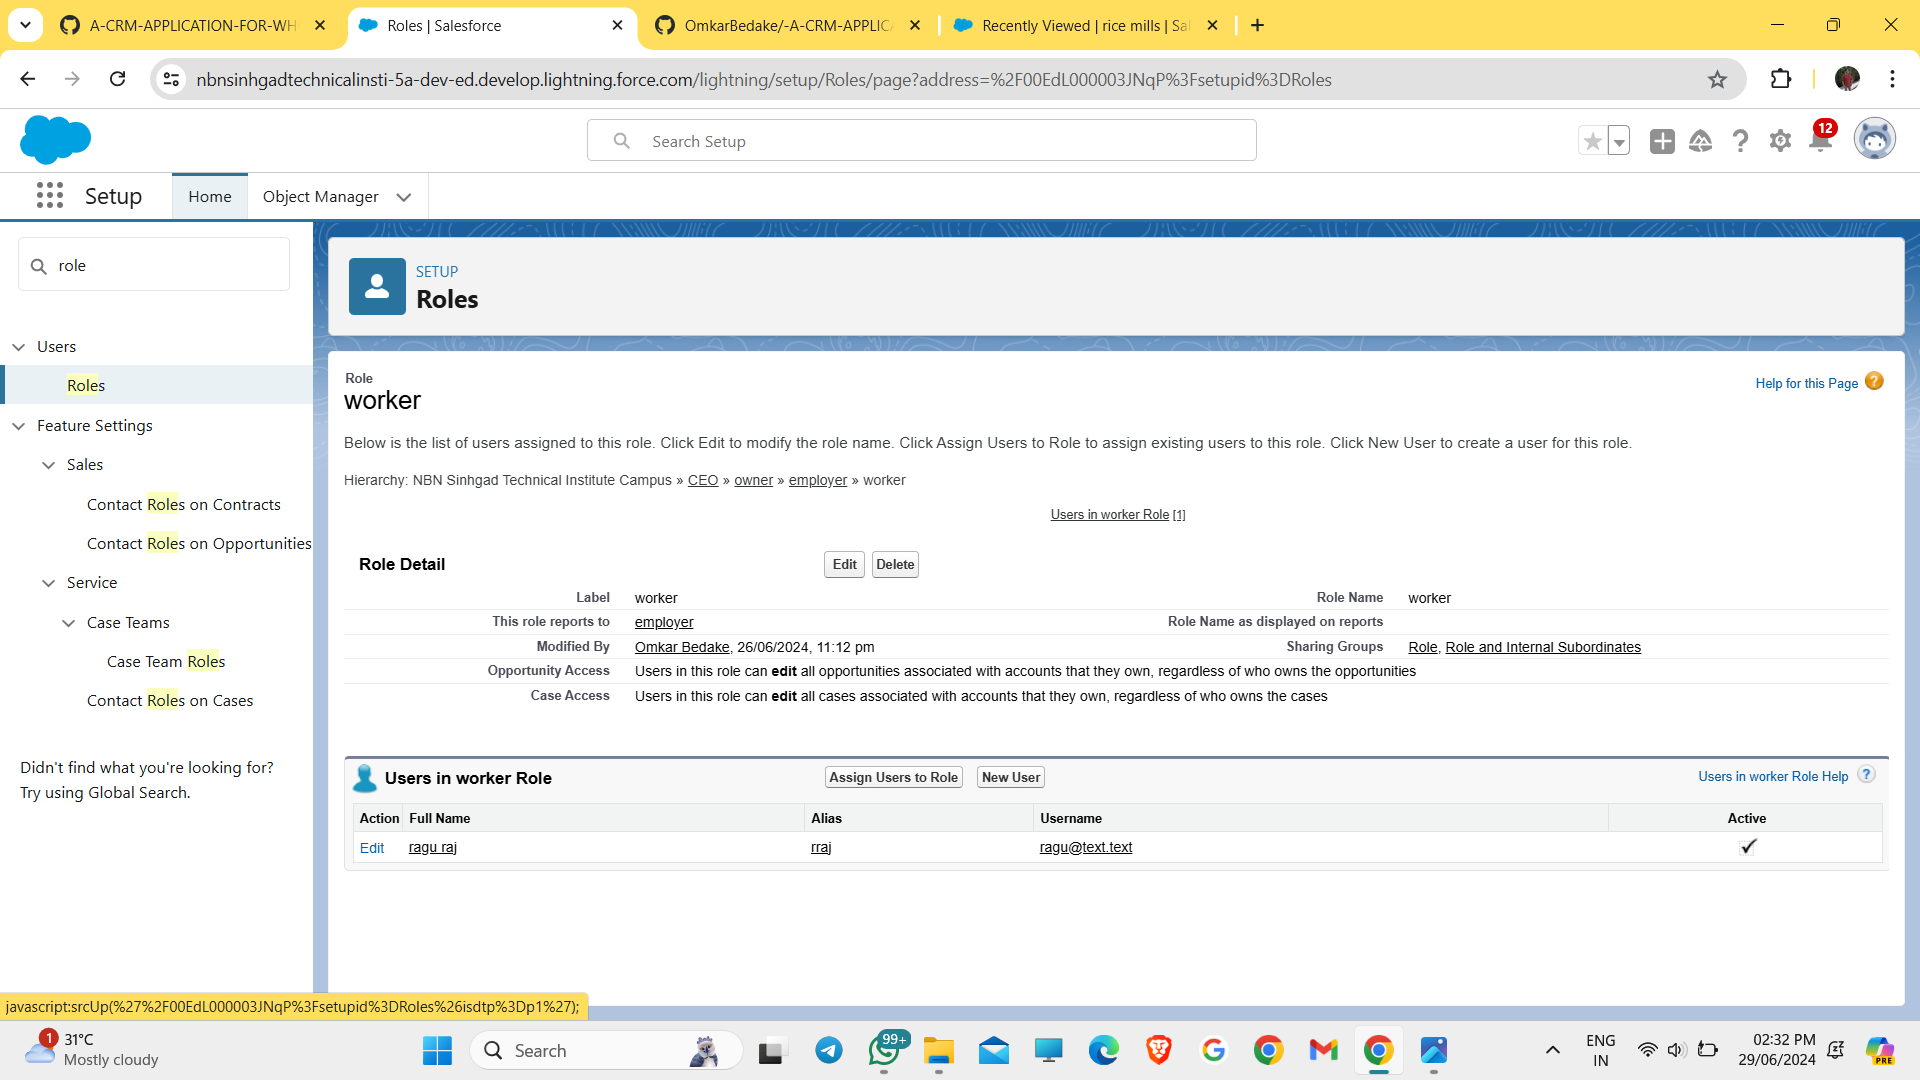 A-CRM-APPLICATION-FOR-WH
Roles | Salesforce
OmkarBedake/-A-CRM-APPLIC
Recently Viewed | rice mills | Sa
nbnsinhgadtechnicalinsti-5a-dev-ed.develop.lightning.force.com/lightning/setup/Roles/page?address=%2F00EdL000003JNqP%3Fsetupid%3DRoles
Search Setup
12
Setup
Home
Object Manager
role
Users
Roles
Feature Settings
Sales
Contact Roles on Contracts
Contact Roles on Opportunities
Service
Case Teams
Case Team Roles
Contact Roles on Cases
Didn't find what you're looking for?
Try using Global Search.
SETUP
Roles
Role
worker
Help for this Page
Below is the list of users assigned to this role. Click Edit to modify the role name. Click Assign Users to Role to assign existing users to this role. Click New User to create a user for this role.
Hierarchy: NBN Sinhgad Technical Institute Campus » CEO » owner » employer » worker
Users in worker Role [1]
Role Detail
Edit
Delete
Label worker Role Name worker
This role reports to employer Role Name as displayed on reports
Modified By Omkar Bedake, 26/06/2024, 11:12 pm Sharing Groups Role, Role and Internal Subordinates
Opportunity Access Users in this role can edit all opportunities associated with accounts that they own, regardless of who owns the opportunities
Case Access Users in this role can edit all cases associated with accounts that they own, regardless of who owns the cases
Users in worker Role
Assign Users to Role
New User
Users in worker Role Help ?
Action Full Name Alias Username Active
Edit ragu raj rraj ragu@text.text
javascript:srcUp(%27%2F00EdL000003JNqP%3Fsetupid%3DRoles%26isdtp%3Dp1%27);
1
31°C
Mostly cloudy
Search
99+
ENG
IN
02:32 PM
29/06/2024
PRE